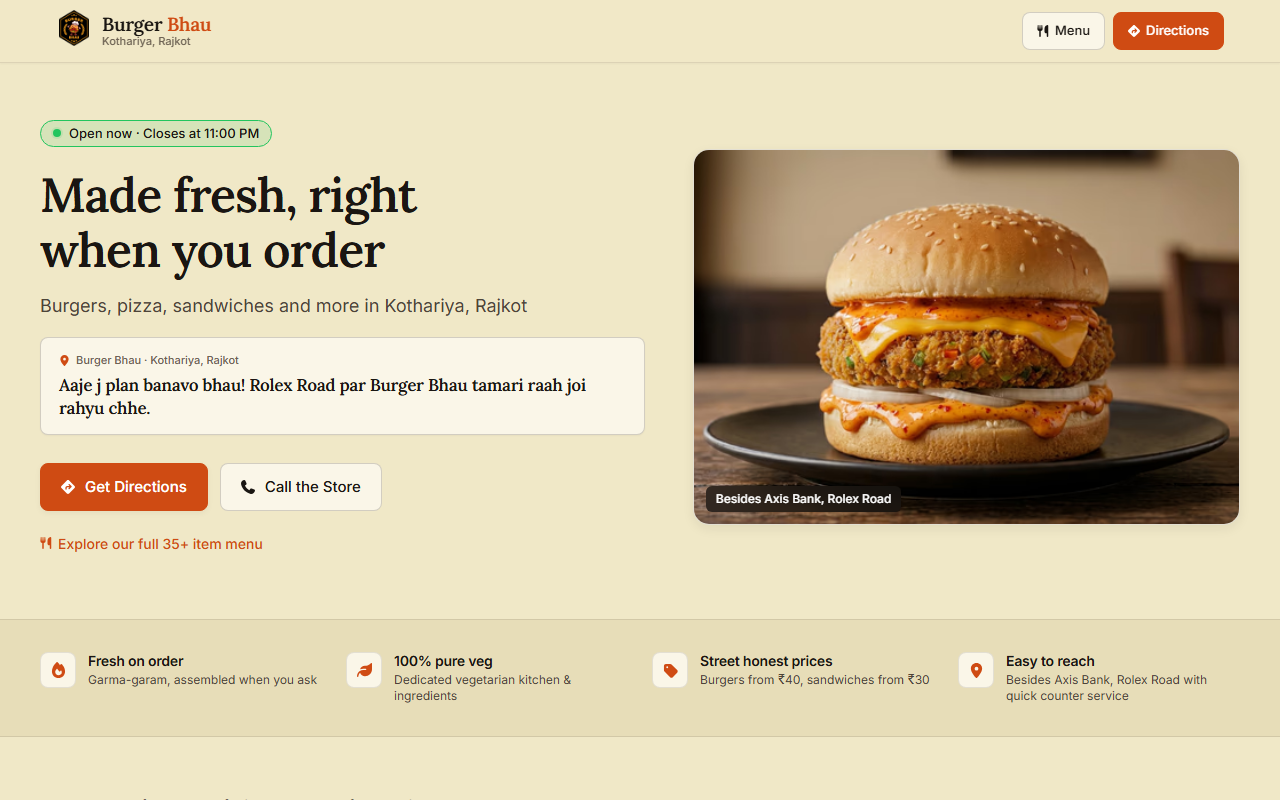 Burger Bhau
Kothariya, Rajkot
Menu
Directions
Open now · Closes at 11:00 PM
Made fresh, right
when you order
Burgers, pizza, sandwiches and more in Kothariya, Rajkot
Burger Bhau · Kothariya, Rajkot
Aaje j plan banavo bhau! Rolex Road par Burger Bhau tamari raah joi
rahyu chhe.
Get Directions
Call the Store
Explore our full 35+ item menu
Besides Axis Bank, Rolex Road
Fresh on order
Garma-garam, assembled when you ask
100% pure veg
Dedicated vegetarian kitchen &
ingredients
Street honest prices
Burgers from ₹40, sandwiches from ₹30
Easy to reach
Besides Axis Bank, Rolex Road with
quick counter service